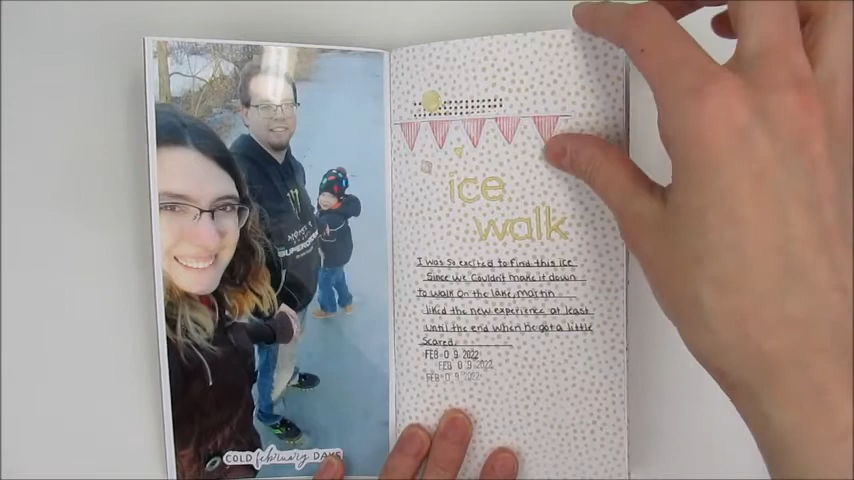 COLD february DAYS
ice
walk
I was so excited to find this ice
Since we couldn't make it down
to walk on the lake, martin
liked the new experience at least
until the end when he got a little
scared.
FEB 0 9 2022
FEB 0 9 2022
FEB 0 9 2022